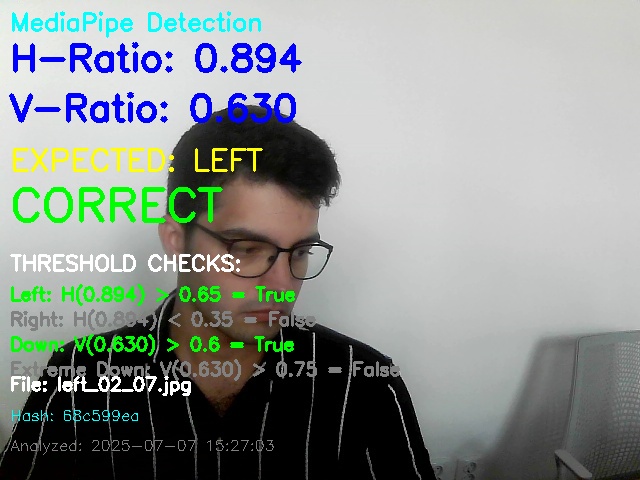 MediaPipe Detection
H-Ratio: 0.894
V-Ratio: 0.630
EXPECTED: LEFT
CORRECT
THRESHOLD CHECKS:
Left: H(0.894) > 0.65 = True
Right: H(0.894) < 0.35 = False
Down: V(0.630) > 0.6 = True
Extreme Down: V(0.630) > 0.75 = False
File: left_02_07.jpg
Hash: 68c599ea
Analyzed: 2025-07-07 15:27:03